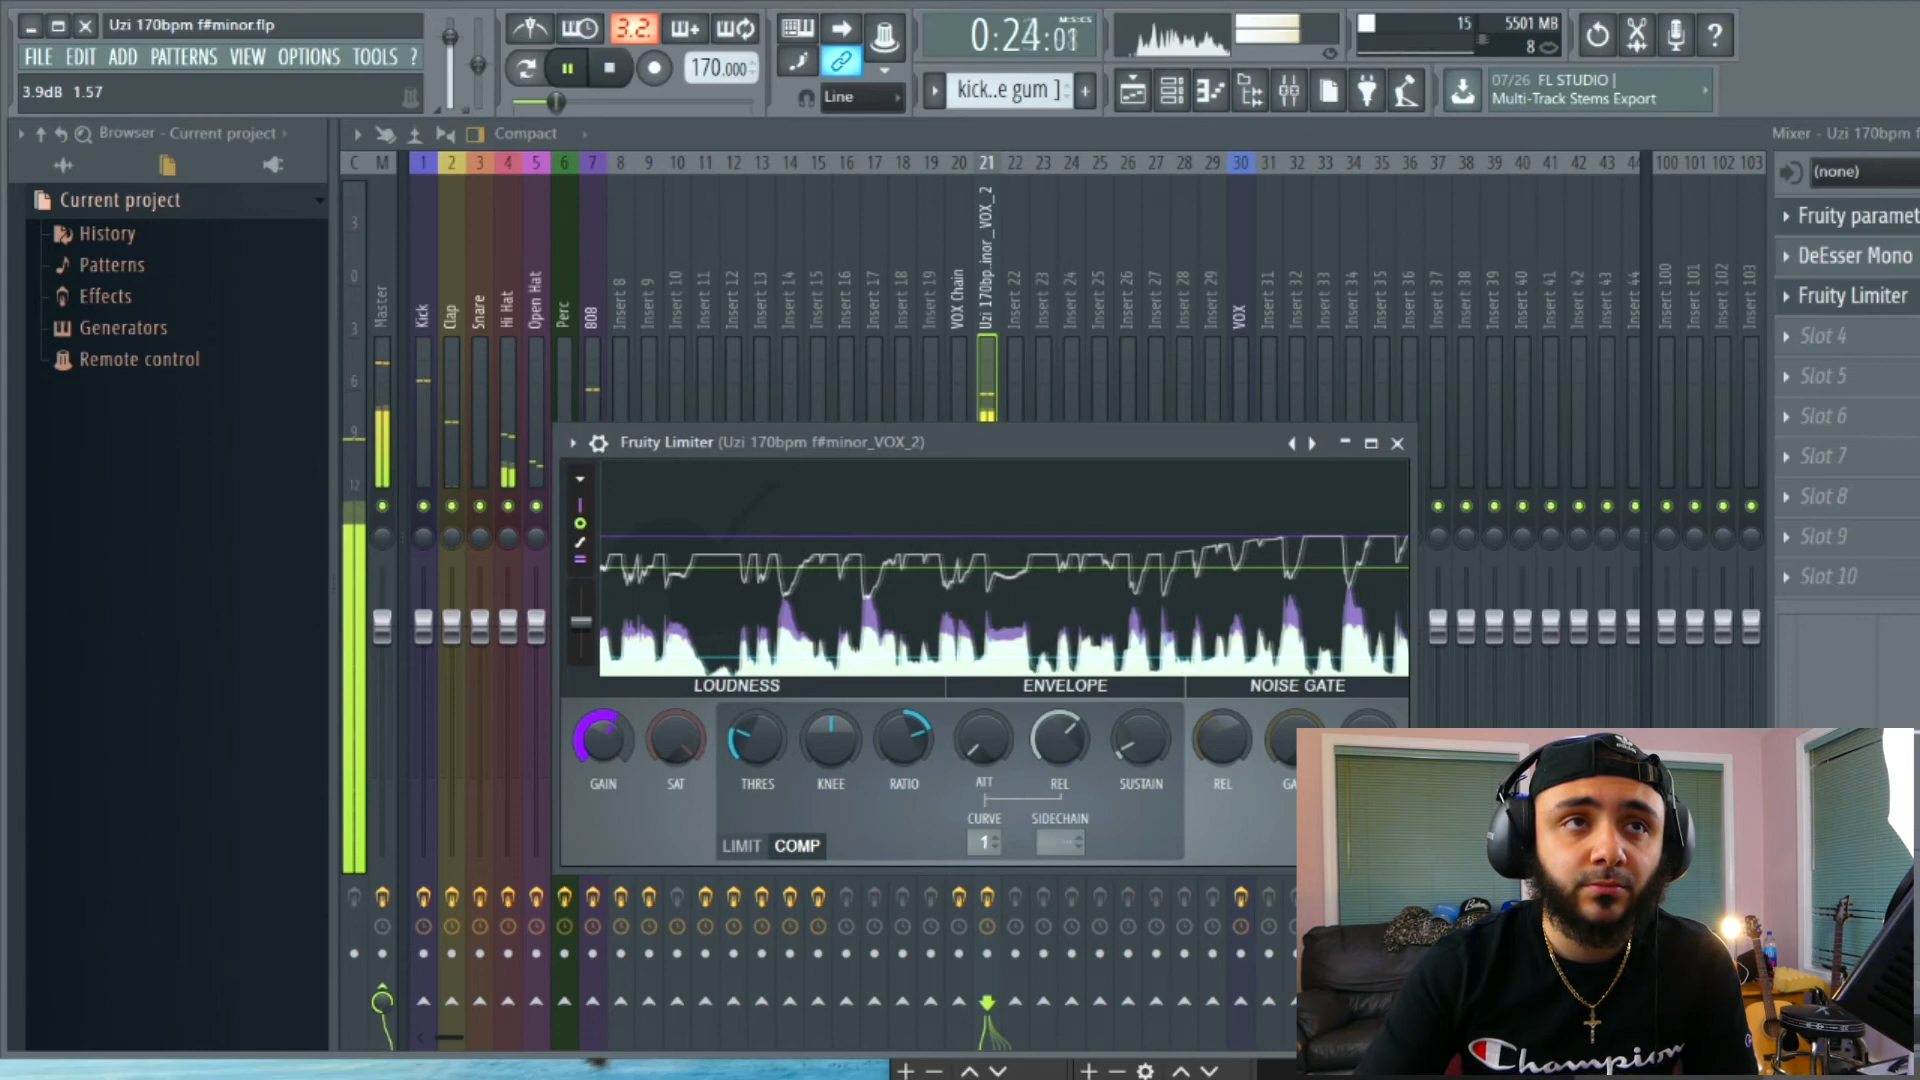 Uzi 170bpm f#minor.flp
FILE EDIT ADD PATTERNS VIEW OPTIONS TOOLS ?
3.9dB 1.57
3.2.
170.000
Line
0:24:01
M:S:CS
kick..e gum ]
15
5501 MB
8
07/26 FL STUDIO |
Multi-Track Stems Export
Browser - Current project
Current project
History
Patterns
Effects
Generators
Remote control
Compact
C M 1 2 3 4 5 6 7 8 9 10 11 12 13 14 15 16 17 18 19 20 21 22 23 24 25 26 27 28 29 30 31 32 33 34 35 36 37 38 39 40 41 42 43 44 100 101 102 103
Master
Kick
Clap
Snare
Hi Hat
Open Hat
Perc
808
Insert 8
Insert 9
Insert 10
Insert 11
Insert 12
Insert 13
Insert 14
Insert 15
Insert 16
Insert 17
Insert 18
Insert 19
VOX Chain
Uzi 170bp..inor_VOX_2
Insert 22
Insert 23
Insert 24
Insert 25
Insert 26
Insert 27
Insert 28
Insert 29
VOX
Insert 31
Insert 32
Insert 33
Insert 34
Insert 35
Insert 36
Insert 37
Insert 38
Insert 39
Insert 40
Insert 41
Insert 42
Insert 43
Insert 44
Insert 100
Insert 101
Insert 102
Insert 103
3
0
3
6
9
12
Mixer - Uzi 170bpm f
(none)
Fruity paramet
DeEsser Mono
Fruity Limiter
Slot 4
Slot 5
Slot 6
Slot 7
Slot 8
Slot 9
Slot 10
Fruity Limiter (Uzi 170bpm f#minor_VOX_2)
LOUDNESS ENVELOPE NOISE GATE
GAIN SAT THRES KNEE RATIO ATT REL SUSTAIN REL GA
CURVE SIDECHAIN
1
LIMIT COMP
Champion